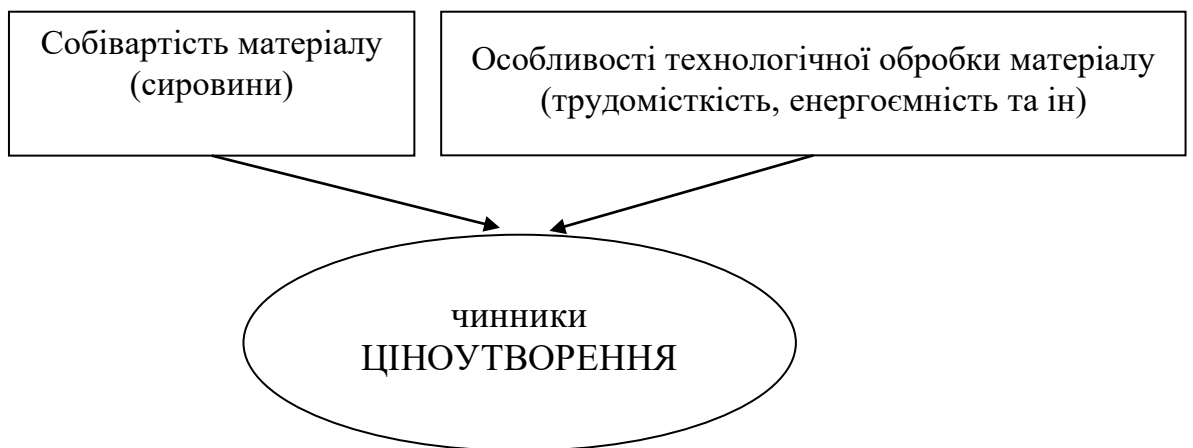 Собівартість матеріалу
(сировини)
Особливості технологічної обробки матеріалу
(трудомісткість, енергоємність та ін)
чинники
ЦІНОУТВОРЕННЯ